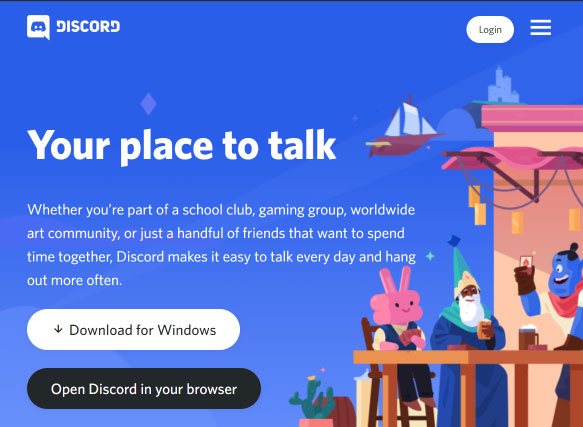 DISCORD
Login
Your place to talk
Whether you're part of a school club, gaming group, worldwide
art community, or just a handful of friends that want to spend
time together, Discord makes it easy to talk every day and hang
out more often.
Download for Windows
Open Discord in your browser